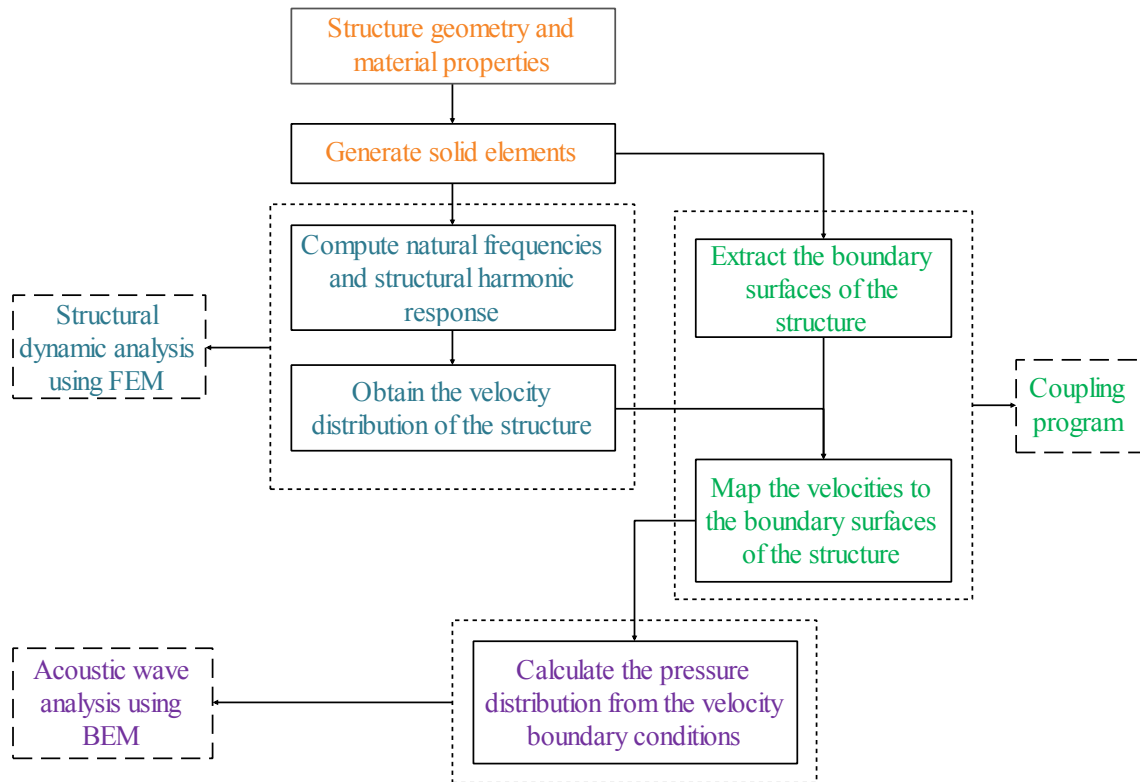 Structure geometry and
material properties
Generate solid elements
Compute natural frequencies
and structural harmonic
response
Extract the boundary
surfaces of the
structure
Structural
dynamic analysis
using FEM
Obtain the velocity
distribution of the structure
Coupling
program
Map the velocities to
the boundary surfaces
of the structure
Acoustic wave
analysis using
BEM
Calculate the pressure
distribution from the velocity
boundary conditions